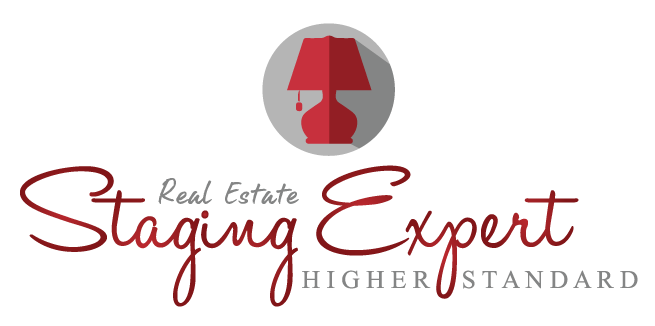 Real Estate
Staging Expert
HIGHER STANDARD